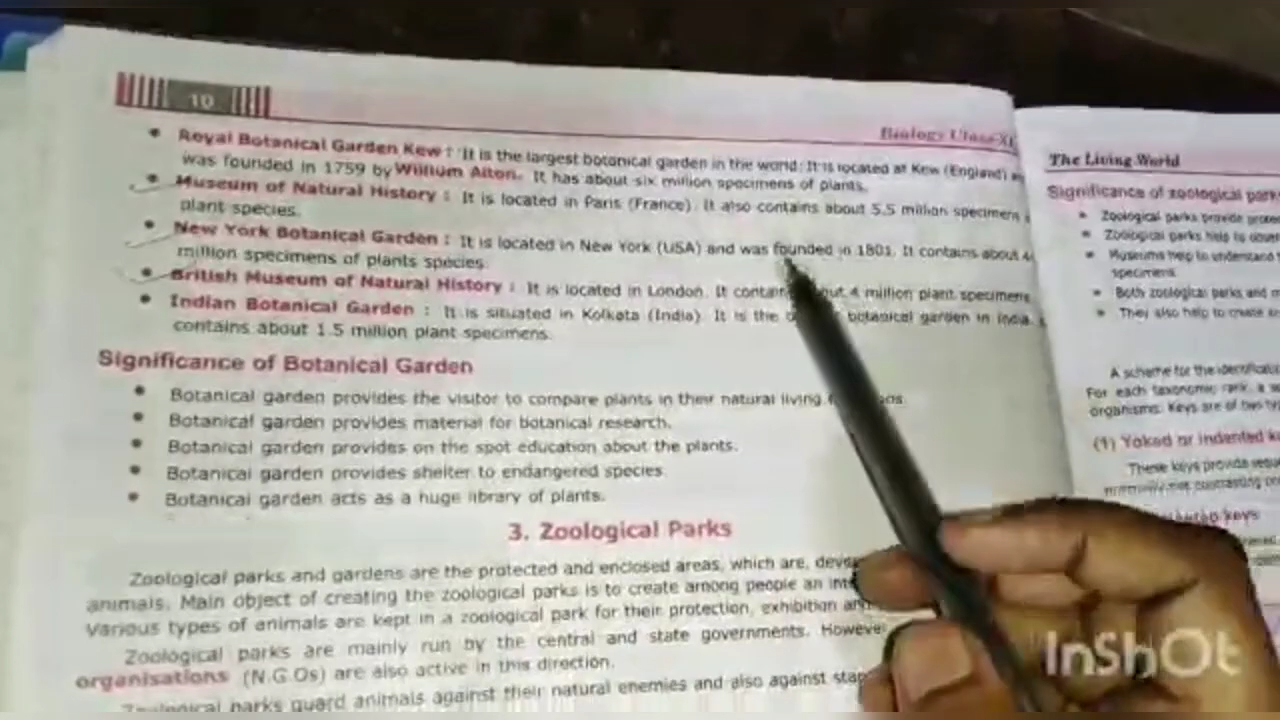 10
Biology Class-XI
Royal Botanical Garden Kew : It is the largest botanical garden in the world. It is located at Kew (England)
was founded in 1759 by William Aiton. It has about six million specimens of plants.
Museum of Natural History : It is located in Paris (France). It also contains about 5.5 million specimen
plant species.
New York Botanical Garden : It is located in New York (USA) and was founded in 1801. It contains about
million specimens of plants species.
British Museum of Natural History : It is located in London. It 4 million plant specimens
Indian Botanical Garden : It is situated in Kolkata (India). It is the botanical garden in India.
contains about 1.5 million plant specimens.
Significance of Botanical Garden
Botanical garden provides the visitor to compare plants in their natural living
Botanical garden provides material for botanical research.
Botanical garden provides on the spot education about the plants.
Botanical garden provides shelter to endangered species.
Botanical garden acts as a huge library of plants.
3. Zoological Parks
Zoological parks and gardens are the protected and enclosed areas, which are,
animals. Main object of creating the zoological parks is to create among people an
Various types of animals are kept in a zoological park for their protection, exhibition
Zoological parks are mainly run by the central and state governments.
organisations (N.G.Os) are also active in this direction.
Zoological parks guard animals against their natural enemies and also against
The Living World
Significance of zoological
Zoological parks provide
Zoological parks help to
Museums help to understand
specimens.
Both zoological parks and
They also help to create
A scheme for the
For each taxonomic rank, a
organisms. Keys are of two
(1) Yoked or indented
These keys provide
contrasting
keys
InShOt